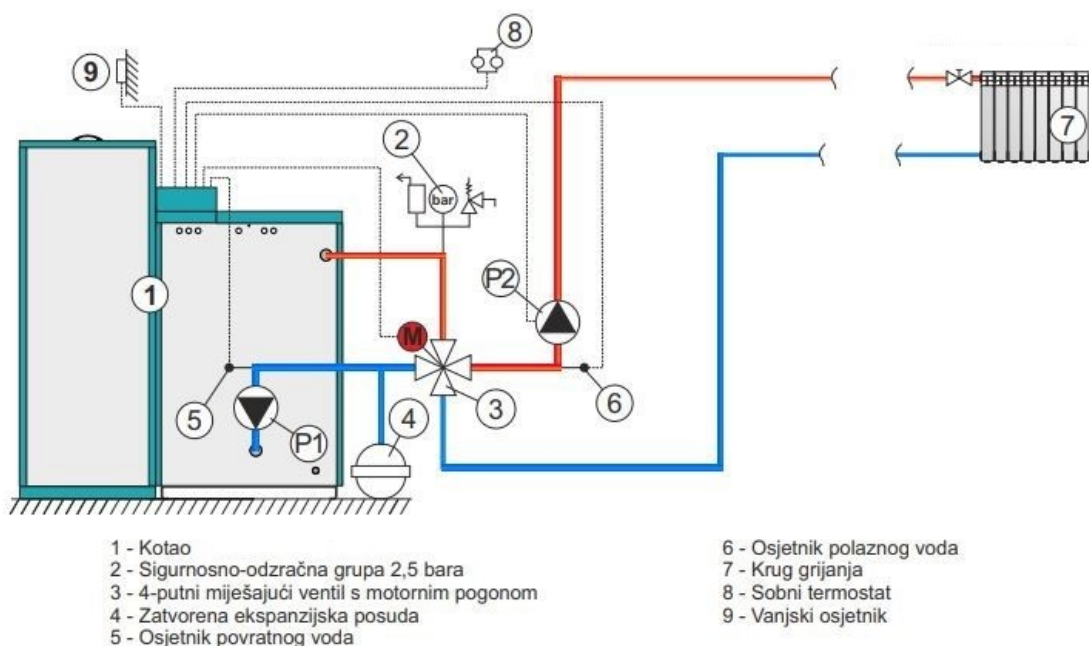 8
9
2
bar
7
P2
1
M
5
P1
4
3
6
1 - Kotao
2 - Sigurnosno-odzračna grupa 2,5 bara
3 - 4-putni miješajući ventil s motornim pogonom
4 - Zatvorena ekspanzijska posuda
5 - Osjetnik povratnog voda
6 - Osjetnik polaznog voda
7 - Krug grijanja
8 - Sobni termostat
9 - Vanjski osjetnik